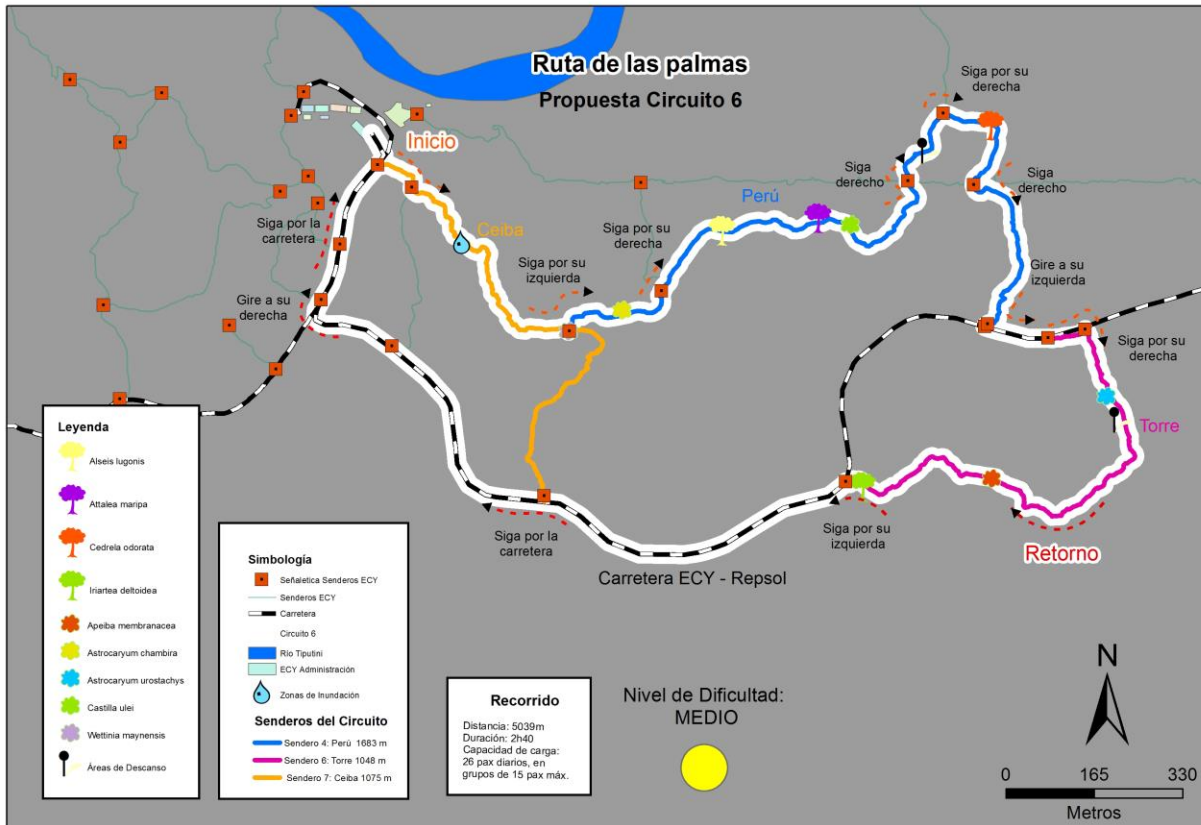 Ruta de las palmas
Propuesta Circuito 6
Siga por su
derecha
Inicio
Siga
derecho
Siga
derecho
Perú
Siga por la
carretera
Ceiba
Siga por su
derecha
Siga por su
izquierda
Gire a su
izquierda
Gire a su
derecha
Siga por su
derecha
Torre
Siga por la
carretera
Siga por su
izquierda
Retorno
Carretera ECY - Repsol
Leyenda
Alseis lugonis
Attalea maripa
Cedrela odorata
Iriartea deltoidea
Apeiba membranacea
Astrocaryum chambira
Astrocaryum urostachys
Castilla ulei
Wettinia maynensis
Áreas de Descanso
Simbología
Señaletica Senderos ECY
Senderos ECY
Carretera
Circuito 6
Río Tiputini
ECY Administración
Zonas de Inundación
Senderos del Circuito
Sendero 4: Perú 1683 m
Sendero 6: Torre 1048 m
Sendero 7: Ceiba 1075 m
Recorrido
Distancia: 5039m
Duración: 2h40
Capacidad de carga:
26 pax diarios, en
grupos de 15 pax máx.
Nivel de Dificultad:
MEDIO
N
0 165 330
Metros